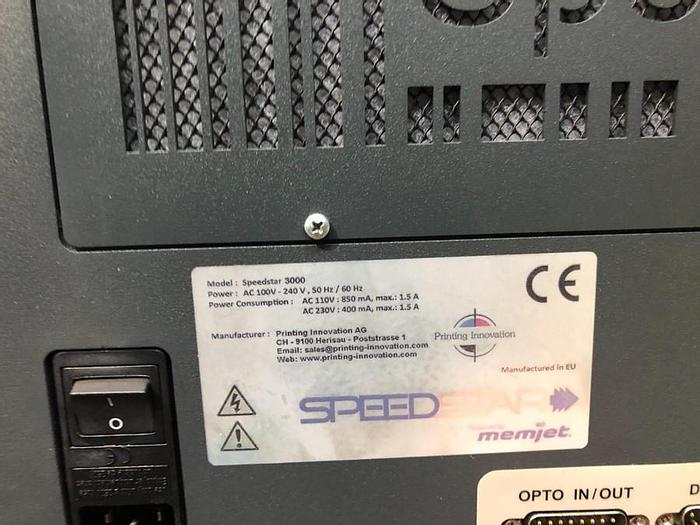 Model : Speedstar 3000
Power : AC 100V - 240 V , 50 Hz / 60 Hz
Power Consumption : AC 110V : 850 mA, max.: 1.5 A
AC 230V : 400 mA, max.: 1.5 A
CE
Manufacturer : Printing Innovation AG
CH - 9100 Herisau - Poststrasse 1
Email: sales@printing-innovation.com
Web: www.printing-innovation.com
Printing Innovation
Manufactured in EU
SPEEDSTAR
memjet.
I
O
OPTO IN/OUT
D